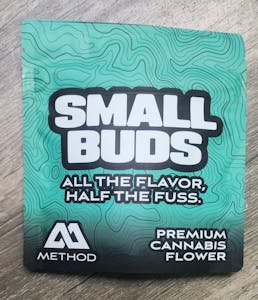 SMALL
BUDS
ALL THE FLAVOR,
HALF THE FUSS.
METHOD
PREMIUM
CANNABIS
FLOWER